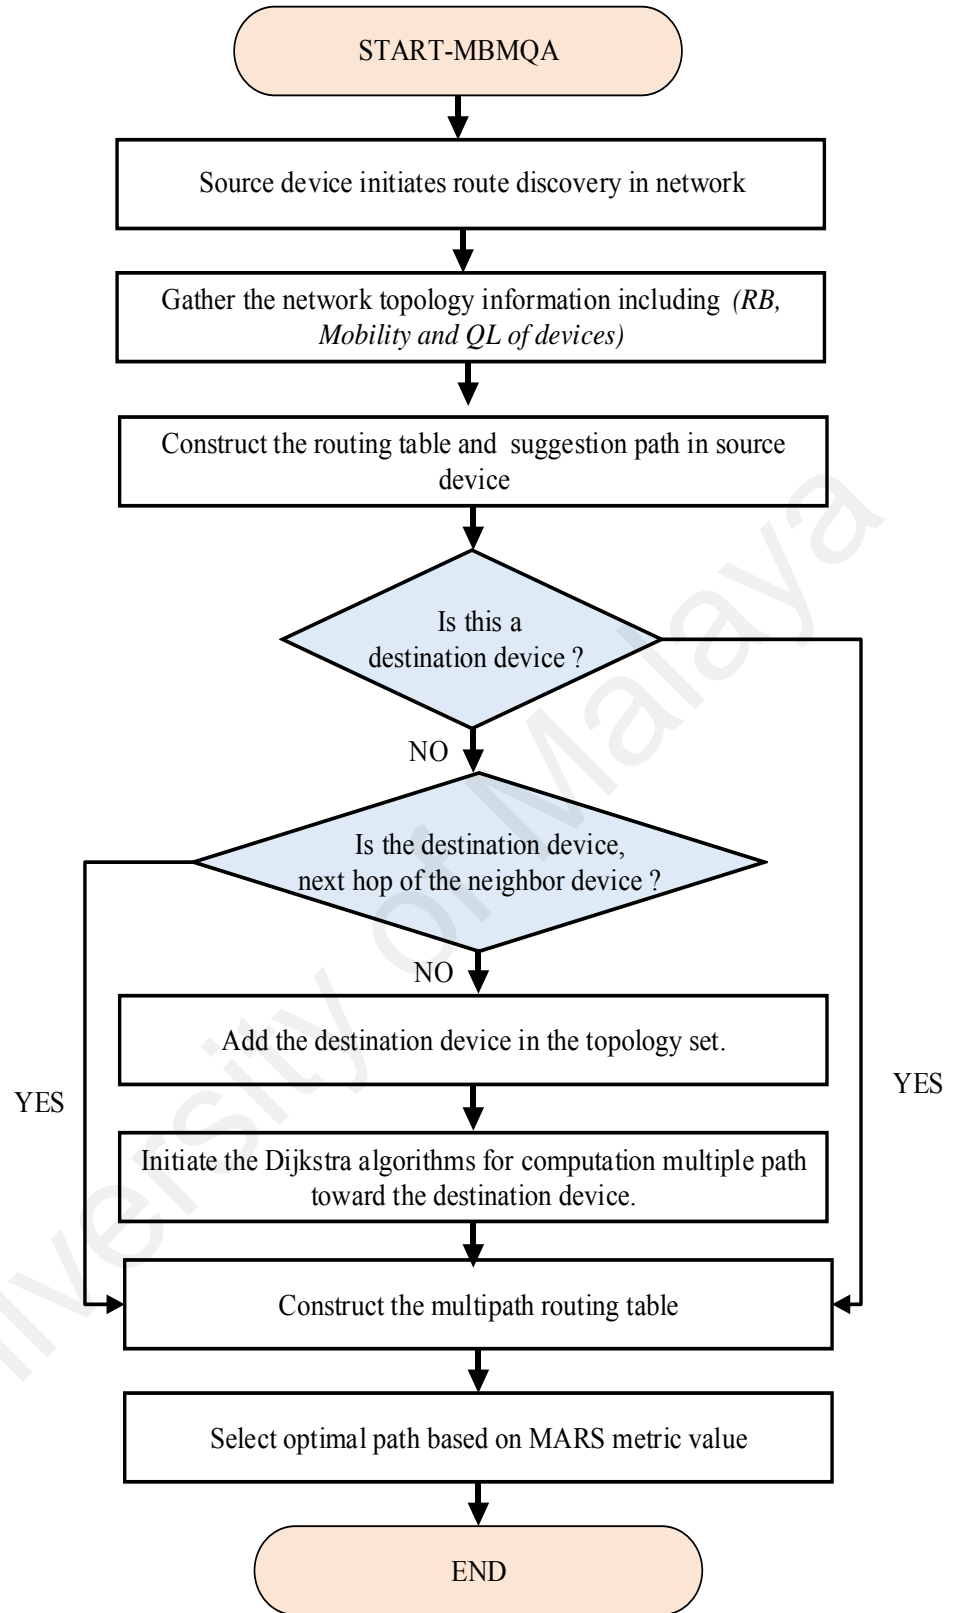 START-MBMQA
Source device initiates route discovery in network
Gather the network topology information including (RB,
Mobility and QL of devices)
Construct the routing table and suggestion path in source
device
Is this a
destination device ?
NO
Is the destination device,
next hop of the neighbor device ?
NO
Add the destination device in the topology set.
YES
YES
Initiate the Dijkstra algorithms for computation multiple path
toward the destination device.
Construct the multipath routing table
Select optimal path based on MARS metric value
END
University of Malaya